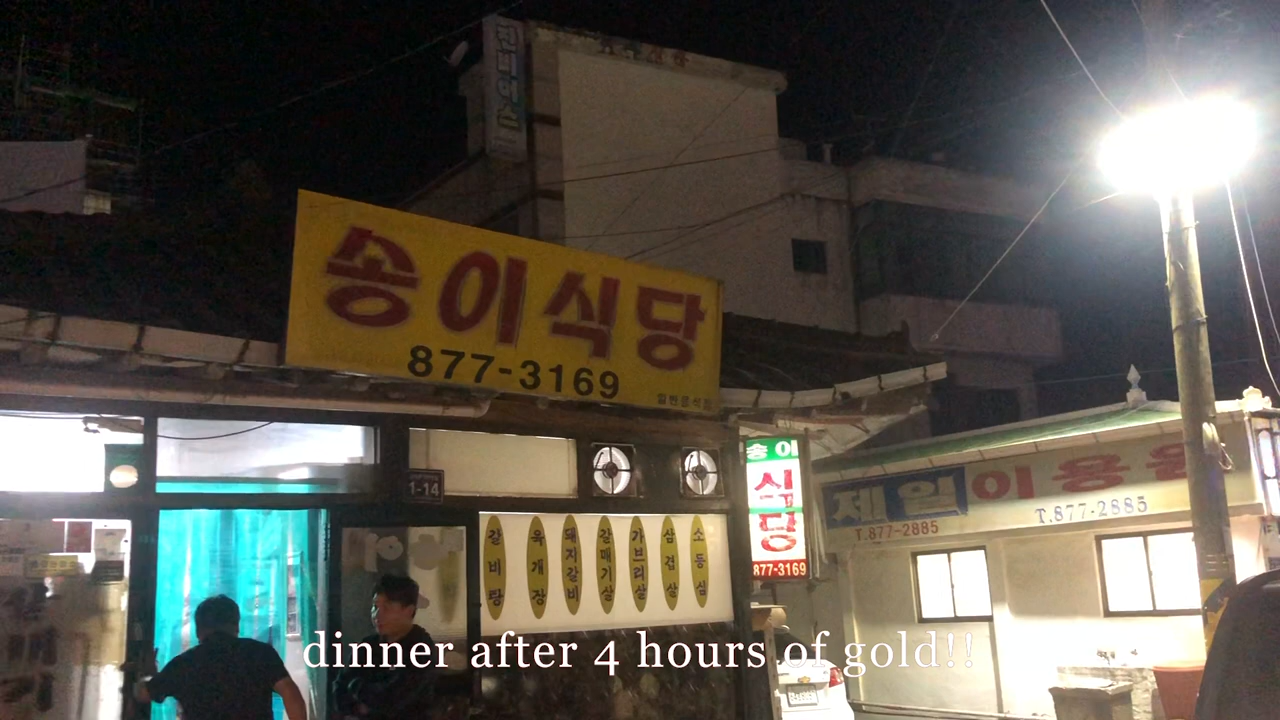 송이식당
877-3169
1-14
갈비탕
육개장
돼지갈비
갈매기살
가브리살
삼겹살
소등심
송이
식당
877-3169
제일이용원
T.877-2885
T.877-2885
dinner after 4 hours of gold!!